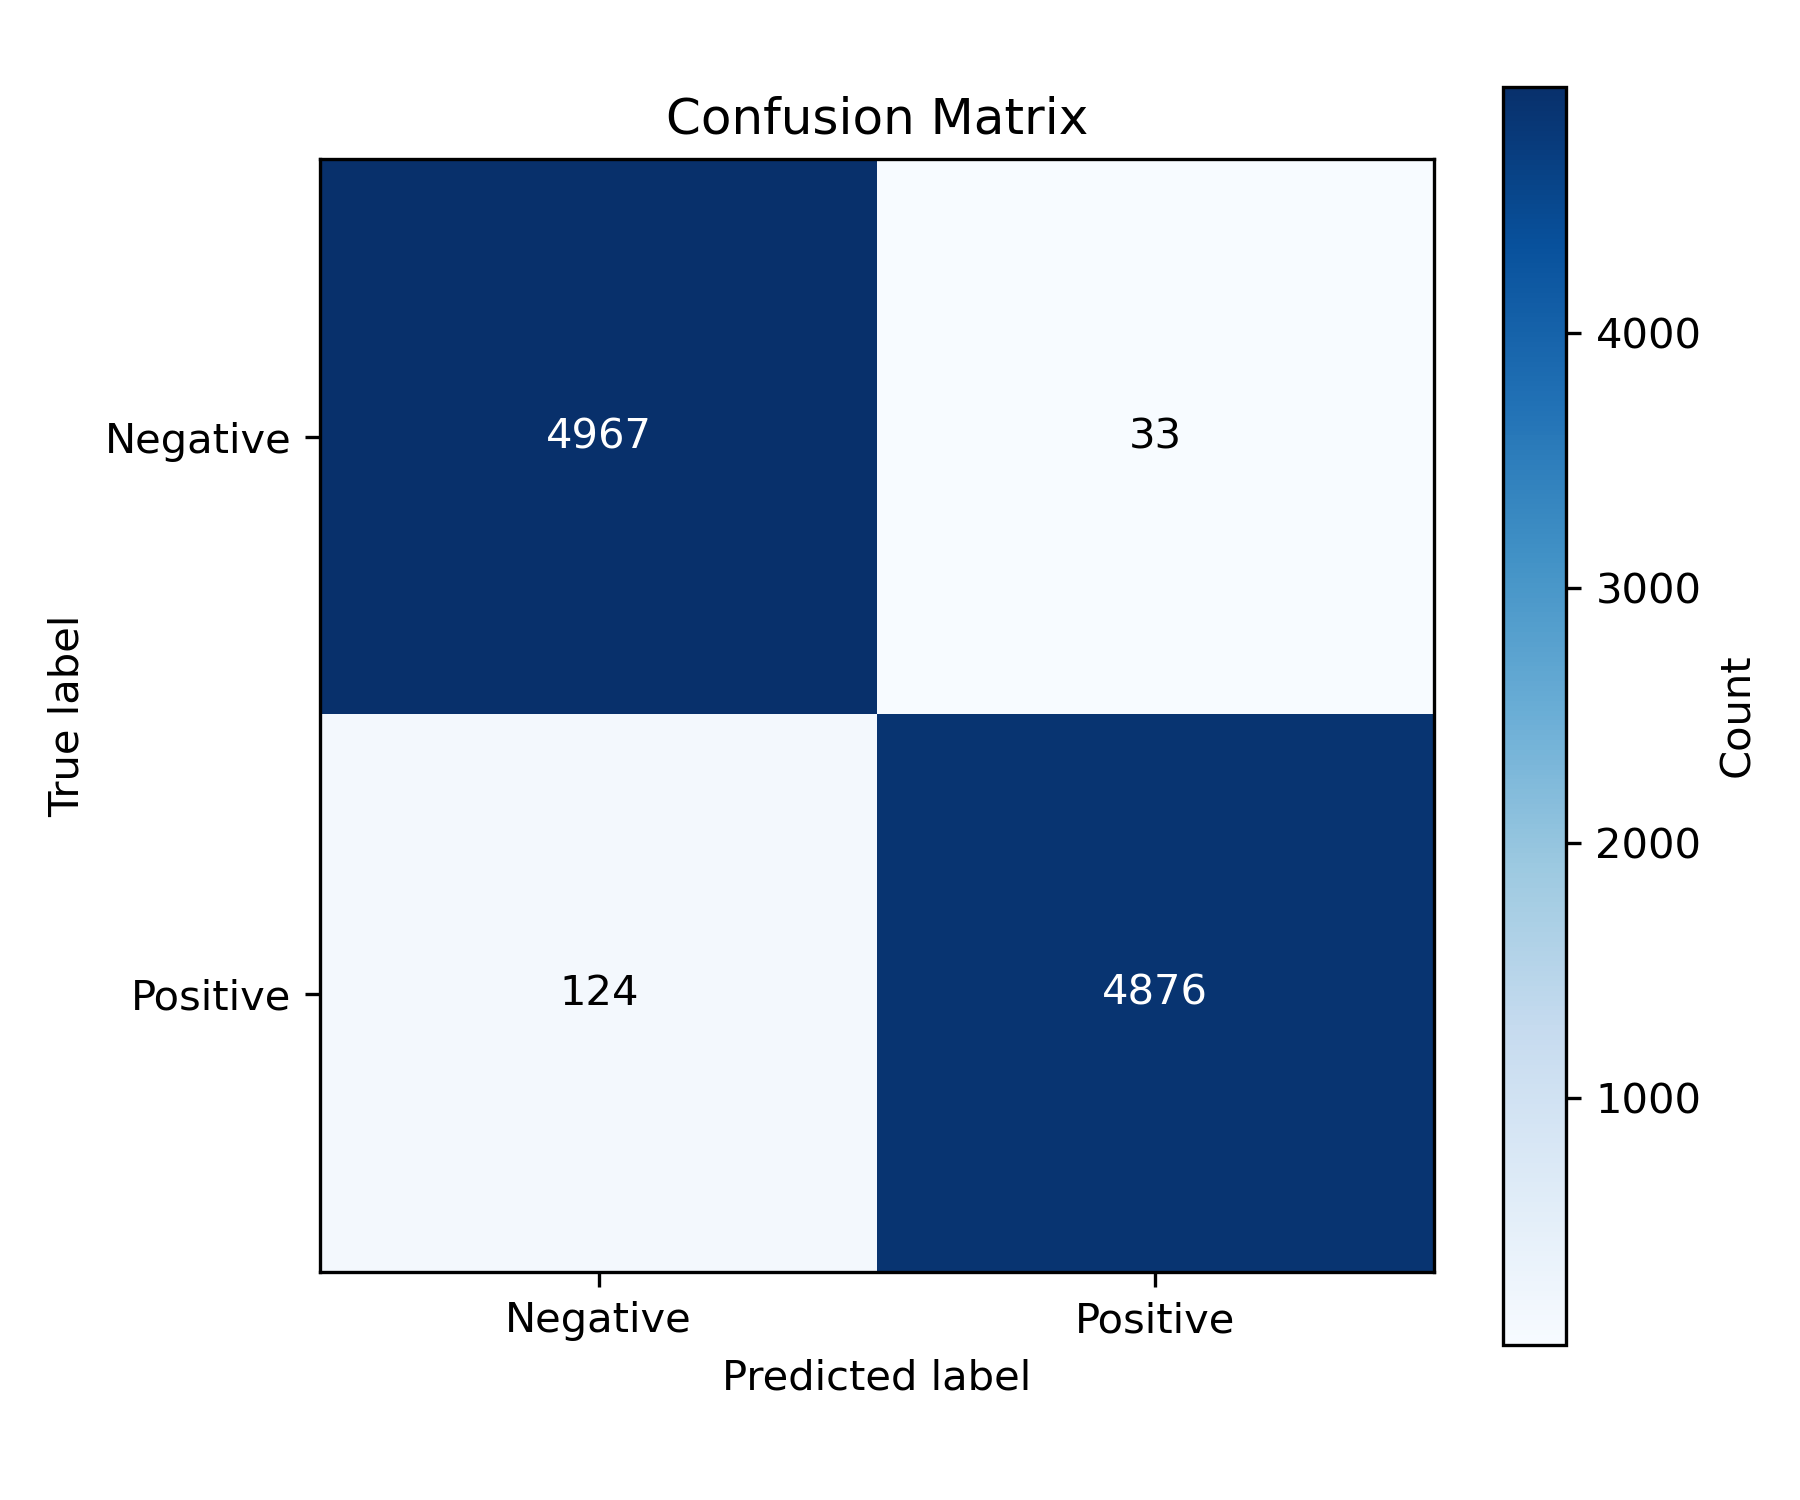 Confusion Matrix
Negative
4967
33
Positive
124
4876
Negative
Positive
Predicted label
True label
4000
3000
2000
1000
Count